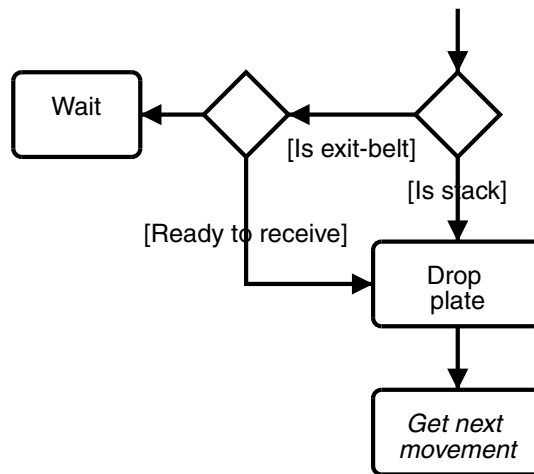 Wait
[Is exit-belt]
[Is stack]
[Ready to receive]
Drop
plate
Get next
movement